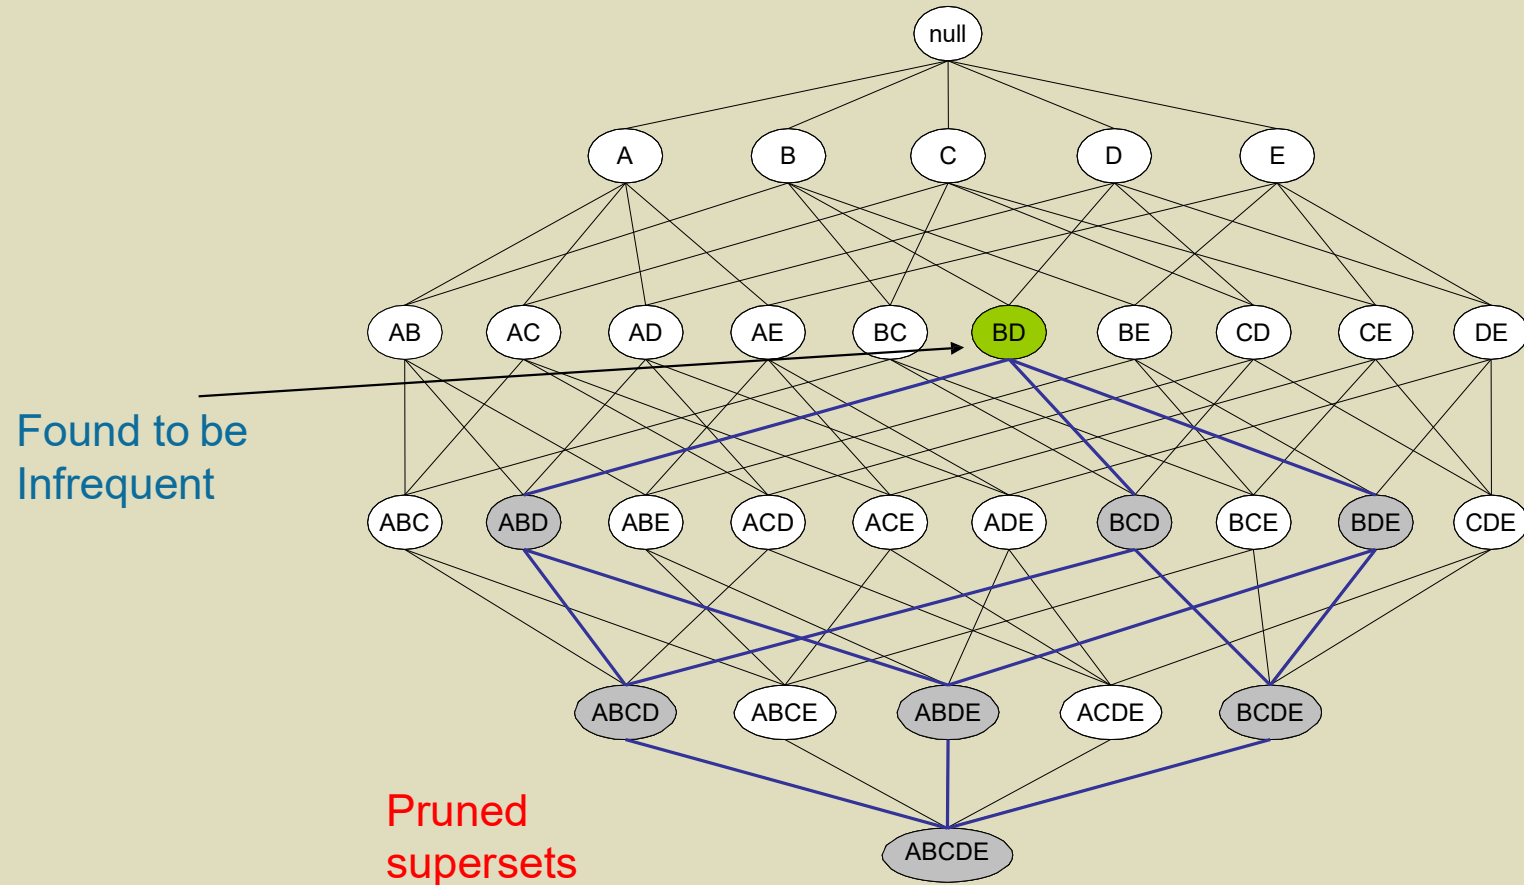 null
A B C D E
AB AC AD AE BC BD BE CD CE DE
Found to be
Infrequent
ABC ABD ABE ACD ACE ADE BCD BCE BDE CDE
ABCD ABCE ABDE ACDE BCDE
Pruned
supersets
ABCDE